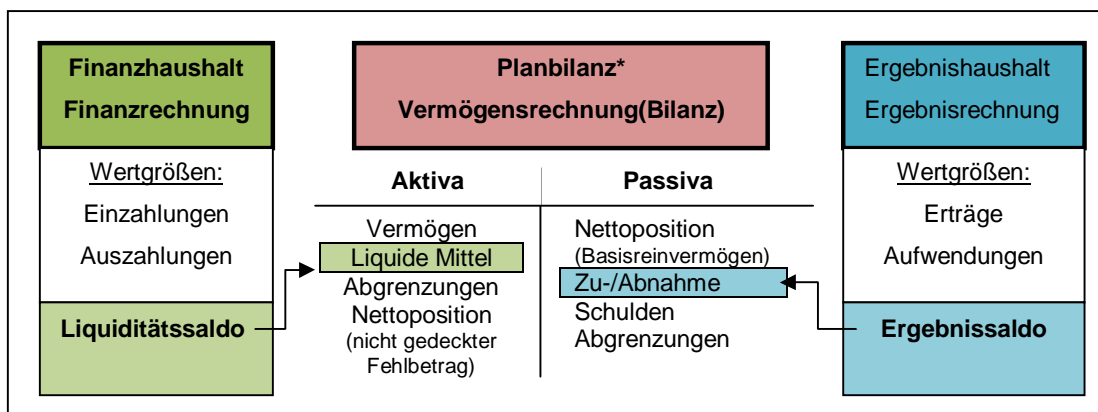 Finanzhaushalt
Finanzrechnung
Wertgrößen:
Einzahlungen
Auszahlungen
Liquiditätssaldo
Planbilanz*
Vermögensrechnung(Bilanz)
Aktiva
Vermögen
Liquide Mittel
Abgrenzungen
Nettoposition
(nicht gedeckter
Fehlbetrag)
Passiva
Nettoposition
(Basisreinvermögen)
Zu-/Abnahme
Schulden
Abgrenzungen
Ergebnishaushalt
Ergebnisrechnung
Wertgrößen:
Erträge
Aufwendungen
Ergebnissaldo